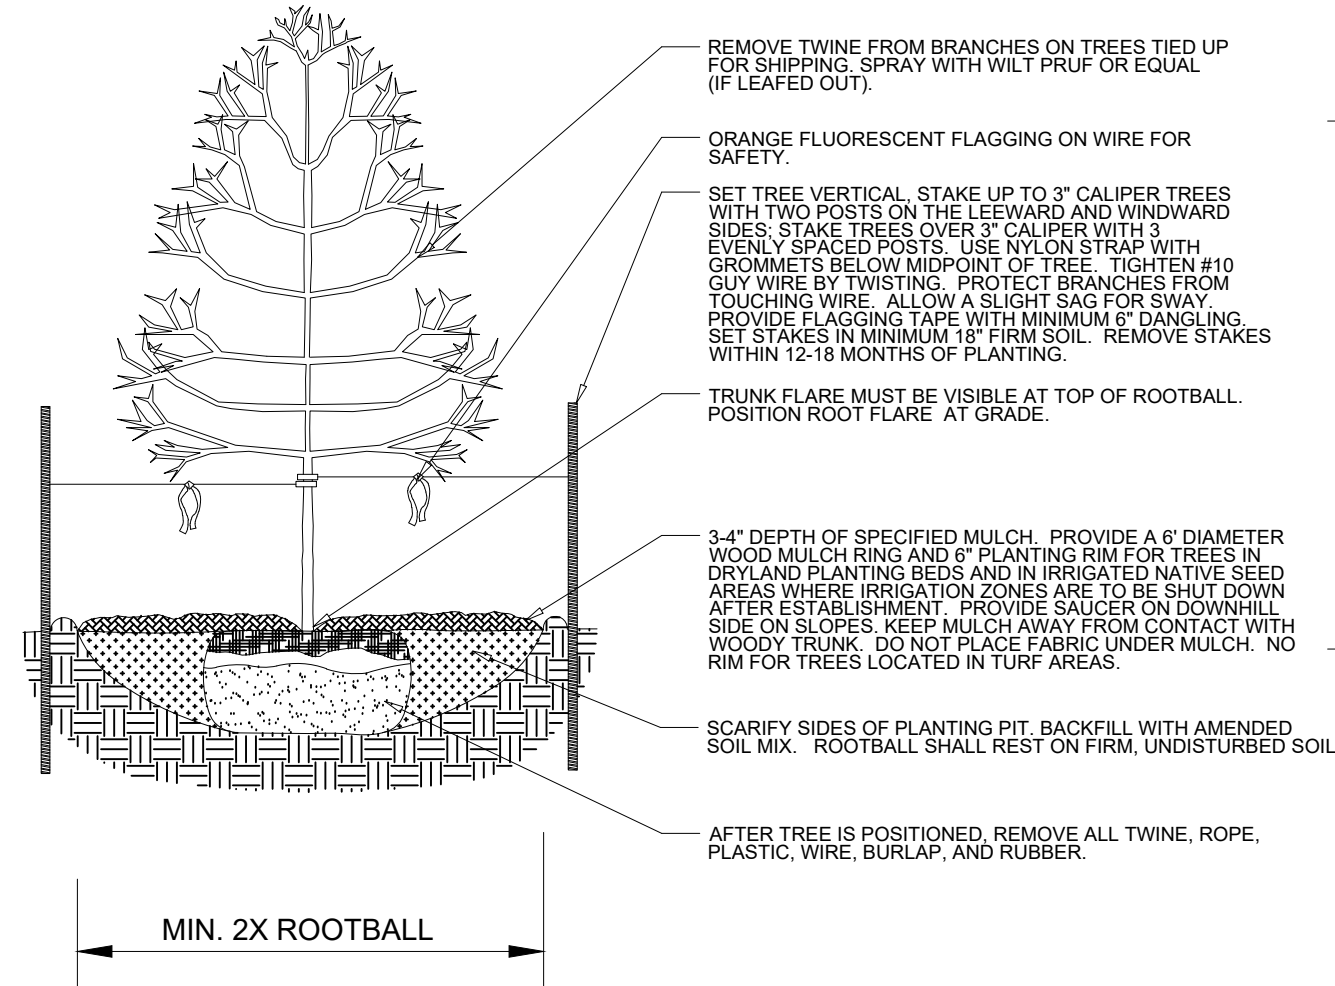 REMOVE TWINE FROM BRANCHES ON TREES TIED UP
FOR SHIPPING. SPRAY WITH WILT PRUF OR EQUAL
(IF LEAFED OUT).
ORANGE FLUORESCENT FLAGGING ON WIRE FOR
SAFETY.
SET TREE VERTICAL, STAKE UP TO 3" CALIPER TREES
WITH TWO POSTS ON THE LEEWARD AND WINDWARD
SIDES; STAKE TREES OVER 3" CALIPER WITH 3
EVENLY SPACED POSTS. USE NYLON STRAP WITH
GROMMETS BELOW MIDPOINT OF TREE. TIGHTEN #10
GUY WIRE BY TWISTING. PROTECT BRANCHES FROM
TOUCHING WIRE. ALLOW A SLIGHT SAG FOR SWAY.
PROVIDE FLAGGING TAPE WITH MINIMUM 6" DANGLING.
SET STAKES IN MINIMUM 18" FIRM SOIL. REMOVE STAKES
WITHIN 12-18 MONTHS OF PLANTING.
TRUNK FLARE MUST BE VISIBLE AT TOP OF ROOTBALL.
POSITION ROOT FLARE AT GRADE.
3-4" DEPTH OF SPECIFIED MULCH. PROVIDE A 6' DIAMETER
WOOD MULCH RING AND 6" PLANTING RIM FOR TREES IN
DRYLAND PLANTING BEDS AND IN IRRIGATED NATIVE SEED
AREAS WHERE IRRIGATION ZONES ARE TO BE SHUT DOWN
AFTER ESTABLISHMENT. PROVIDE SAUCER ON DOWNHILL
SIDE ON SLOPES. KEEP MULCH AWAY FROM CONTACT WITH
WOODY TRUNK. DO NOT PLACE FABRIC UNDER MULCH. NO
RIM FOR TREES LOCATED IN TURF AREAS.
SCARIFY SIDES OF PLANTING PIT. BACKFILL WITH AMENDED
SOIL MIX. ROOTBALL SHALL REST ON FIRM, UNDISTURBED SOIL
AFTER TREE IS POSITIONED, REMOVE ALL TWINE, ROPE,
PLASTIC, WIRE, BURLAP, AND RUBBER.
MIN. 2X ROOTBALL